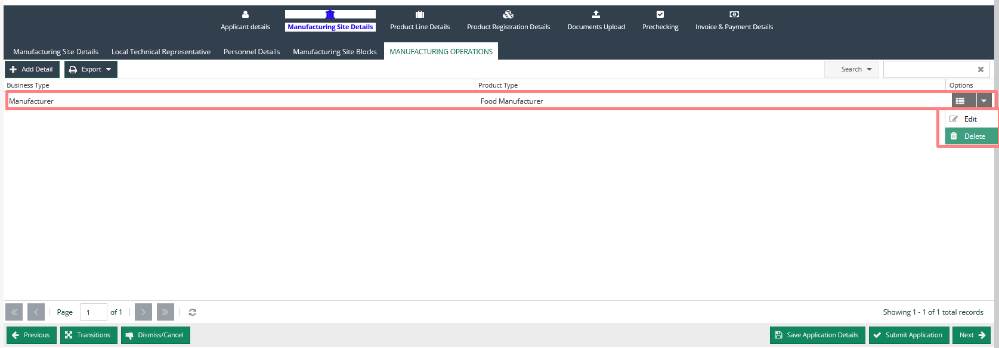 Applicant details Manufacturing Site Details Product Line Details Product Registration Details Documents Upload Prechecking Invoice & Payment Details
Manufacturing Site Details Local Technical Representative Personnel Details Manufacturing Site Blocks MANUFACTURING OPERATIONS
Add Detail Export Search
Business Type Product Type Options
Manufacturer Food Manufacturer
Edit
Delete
Page 1 of 1 Showing 1 - 1 of 1 total records
Previous Transitions Dismiss/Cancel Save Application Details Submit Application Next